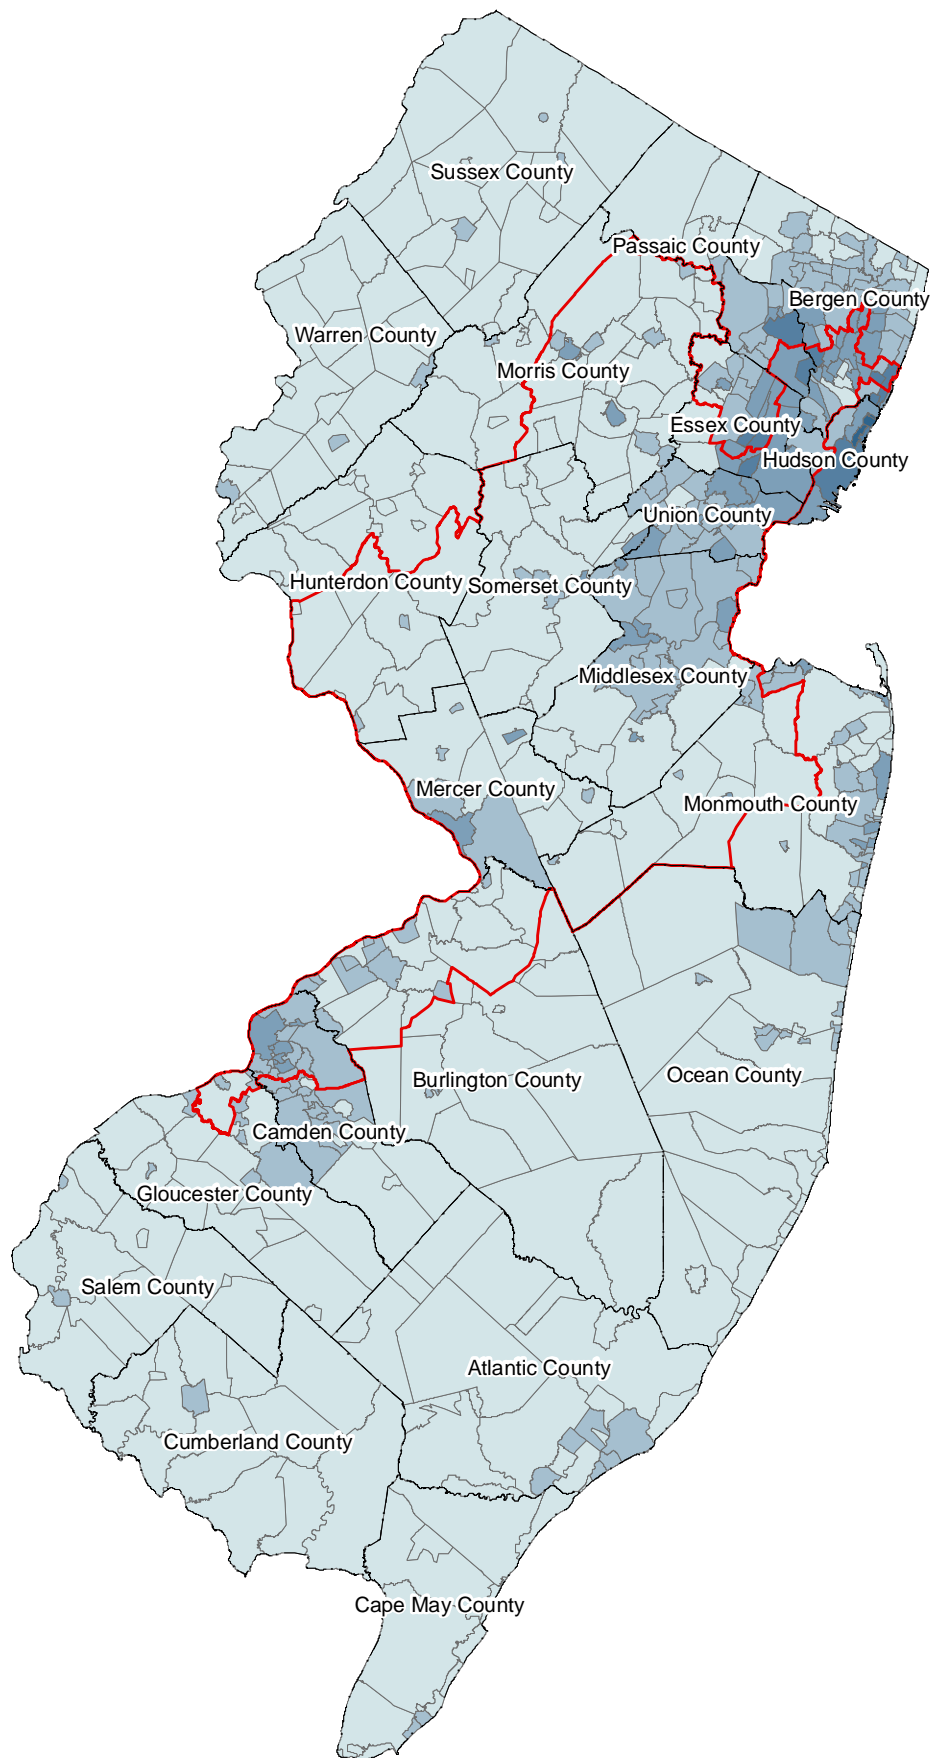 Sussex County
Passaic County
Bergen County
Warren County
Morris County
Essex County
Hudson County
Union County
Hunterdon County
Somerset County
Middlesex County
Mercer County
Monmouth County
Ocean County
Burlington County
Camden County
Gloucester County
Salem County
Atlantic County
Cumberland County
Cape May County